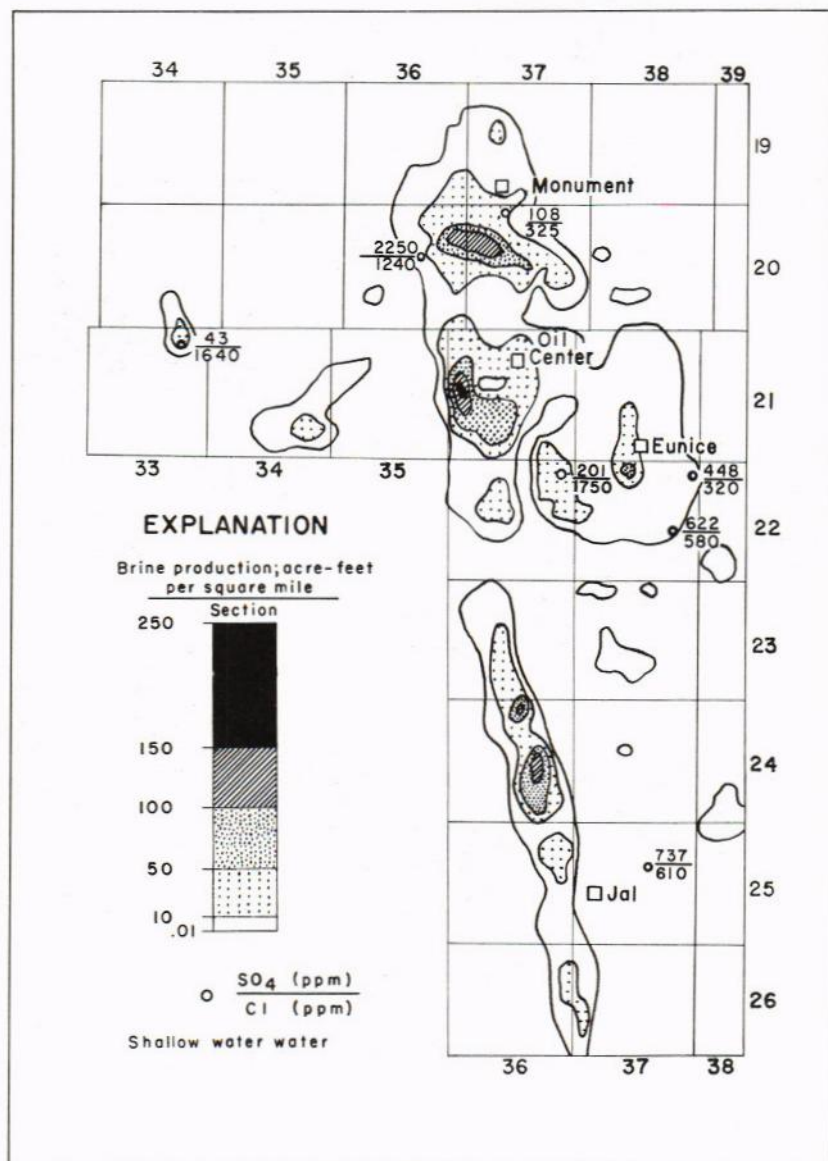 34 35 36 37 38 39
19
Monument
108
325
2250
1240
20
43
1640
Oil
Center
21
Eunice
33 34 35
201
1750
448
320
622
580
22
EXPLANATION
Brine production; acre-feet
per square mile
Section
250
150
100
50
10
.01
SO4 (ppm)
Cl (ppm)
Shallow water water
23
24
737
610
Jal
25
26
36 37 38